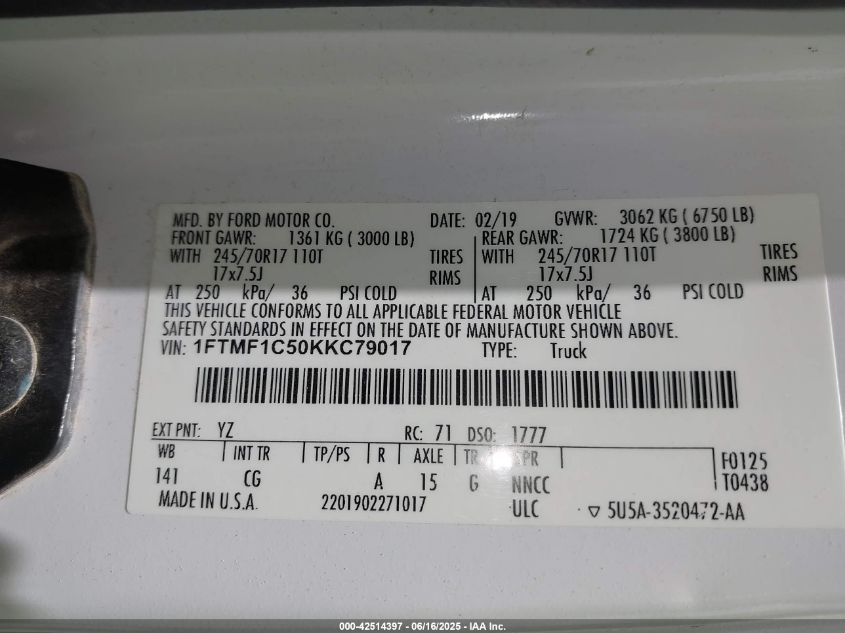 MFD. BY FORD MOTOR CO. DATE: 02/19 GVWR: 3062 KG ( 6750 LB)
FRONT GAWR: 1361 KG ( 3000 LB) REAR GAWR: 1724 KG ( 3800 LB)
WITH 245/70R17 110T TIRES WITH 245/70R17 110T TIRES
17x7.5J RIMS 17x7.5J RIMS
AT 250 kPa/ 36 PSI COLD AT 250 kPa/ 36 PSI COLD
THIS VEHICLE CONFORMS TO ALL APPLICABLE FEDERAL MOTOR VEHICLE
SAFETY STANDARDS IN EFFECT ON THE DATE OF MANUFACTURE SHOWN ABOVE.
VIN: 1FTMF1C50KKC79017 TYPE: Truck
EXT PNT: YZ RC: 71 DSO: 1777
WB INT TR TP/PS R AXLE TR SPR F0125
141 CG A 15 G NNCC T0438
MADE IN U.S.A. 2201902271017 ULC ▽ 5U5A-3520472-AA
000-42514397 - 06/16/2025 - IAA Inc.